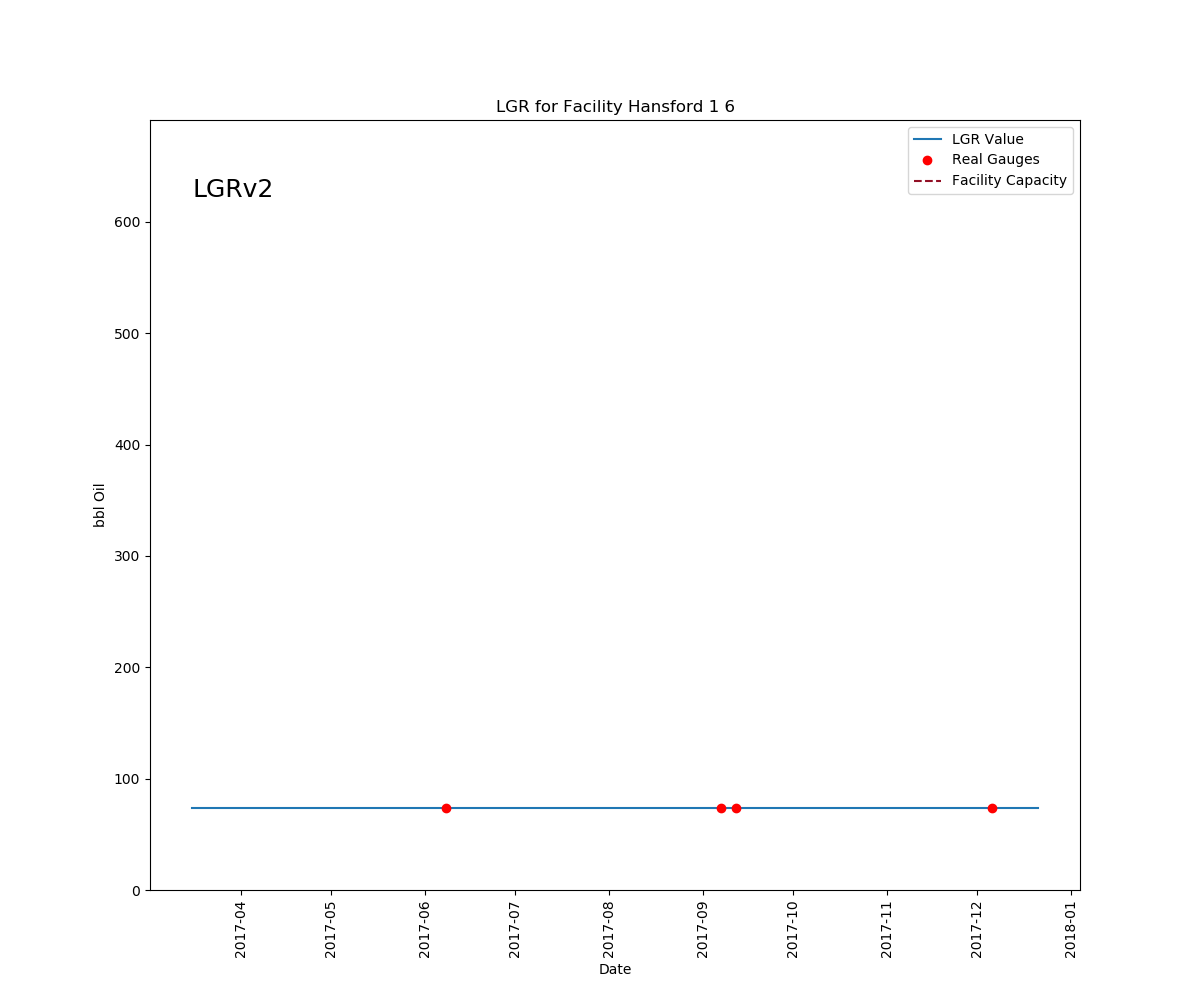 LGR for Facility Hansford 1 6
LGRv2
LGR Value
Real Gauges
Facility Capacity
600
500
400
300
200
100
0
bbl Oil
2017-04
2017-05
2017-06
2017-07
2017-08
2017-09
2017-10
2017-11
2017-12
2018-01
Date